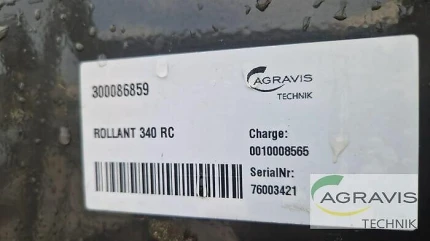 300086859
AGRAVIS
TECHNIK
ROLLANT 340 RC
Charge:
0010008565
SerialNr:
76003421
AGRAVIS
TECHNIK